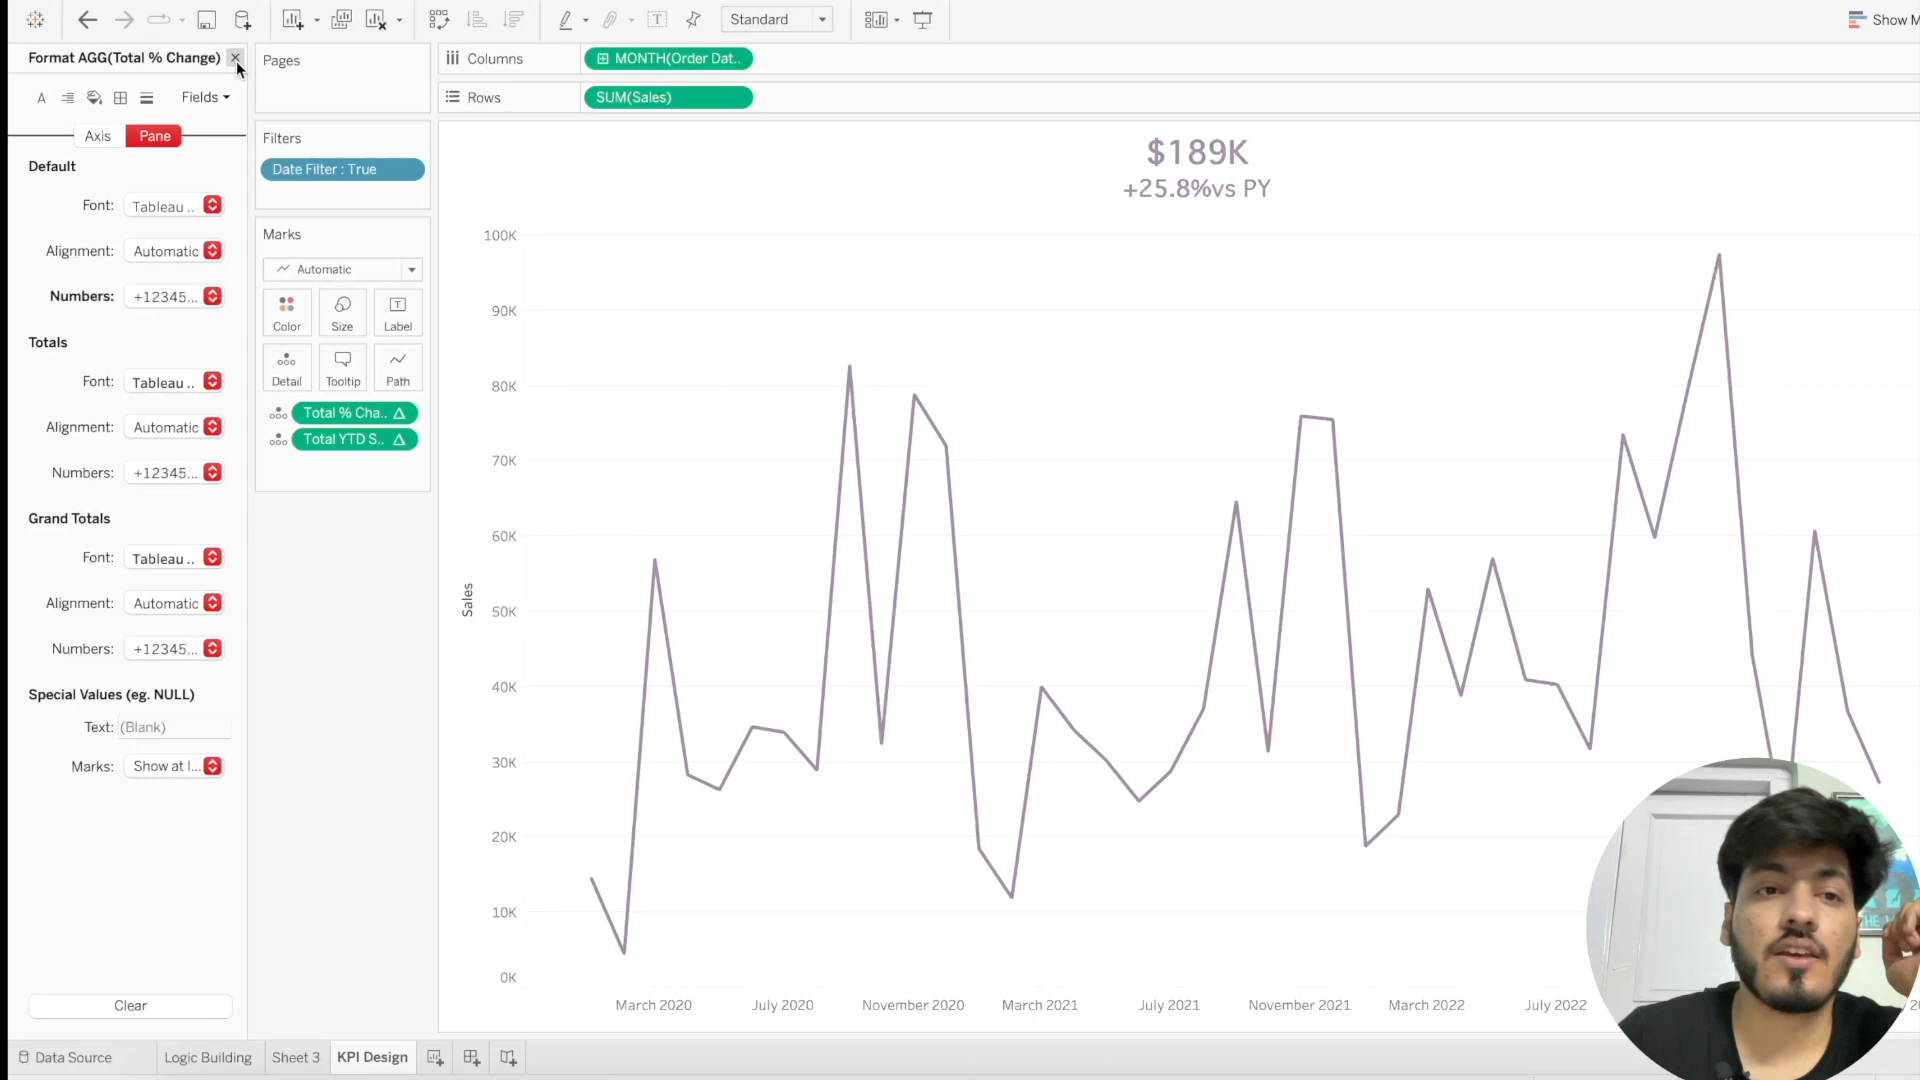 Standard
Show M
Format AGG(Total % Change)
Fields
Axis
Pane
Default
Font: Tableau ..
Alignment: Automatic
Numbers: +12345...
Totals
Font: Tableau ..
Alignment: Automatic
Numbers: +12345...
Grand Totals
Font: Tableau ..
Alignment: Automatic
Numbers: +12345...
Special Values (eg. NULL)
Text: (Blank)
Marks: Show at l...
Clear
Pages
Filters
Date Filter : True
Marks
Automatic
Color
Size
Label
Detail
Tooltip
Path
Total % Cha..
Total YTD S..
Columns
MONTH(Order Dat..
Rows
SUM(Sales)
$189K
+25.8%vs PY
100K
90K
80K
70K
60K
50K
40K
30K
20K
10K
0K
Sales
March 2020
July 2020
November 2020
March 2021
July 2021
November 2021
March 2022
July 2022
Data Source
Logic Building
Sheet 3
KPI Design